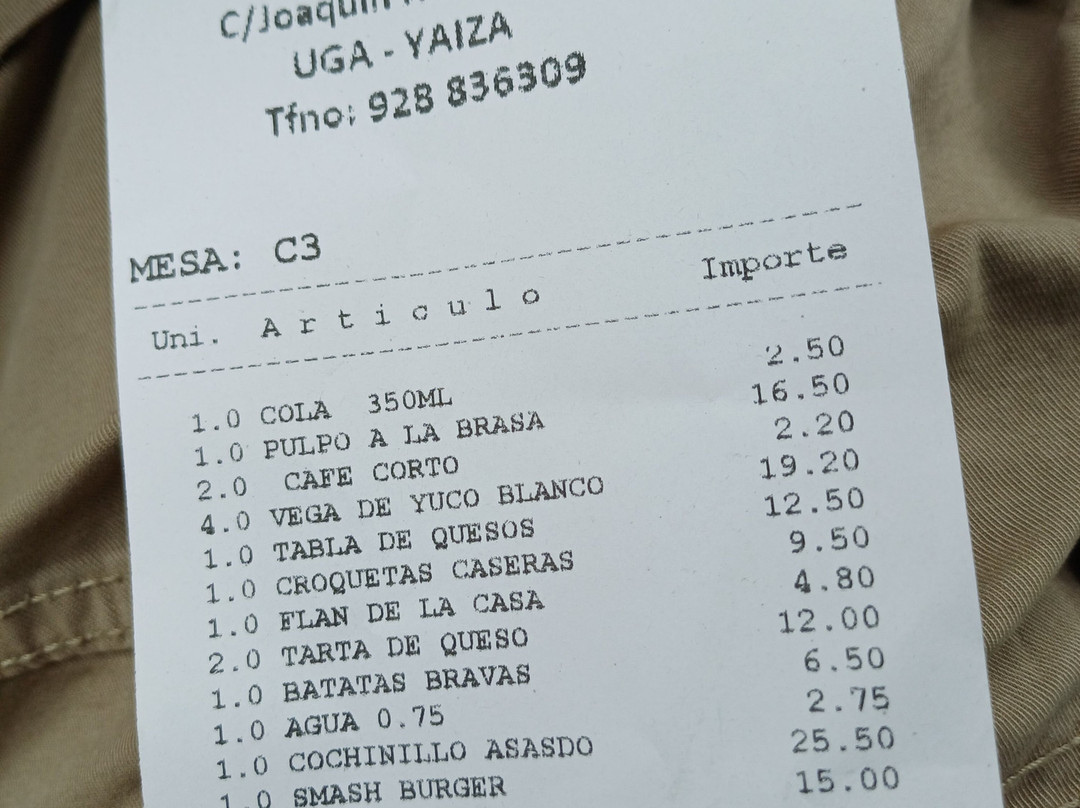 C/Joaquín
UGA - YAIZA
Tfno: 928 836309
MESA: C3
Uni. Articulo Importe
1.0 COLA 350ML 2.50
1.0 PULPO A LA BRASA 16.50
2.0 CAFE CORTO 2.20
4.0 VEGA DE YUCO BLANCO 19.20
1.0 TABLA DE QUESOS 12.50
1.0 CROQUETAS CASERAS 9.50
1.0 FLAN DE LA CASA 4.80
2.0 TARTA DE QUESO 12.00
1.0 BATATAS BRAVAS 6.50
1.0 AGUA 0.75 2.75
1.0 COCHINILLO ASASDO 25.50
1.0 SMASH BURGER 15.00